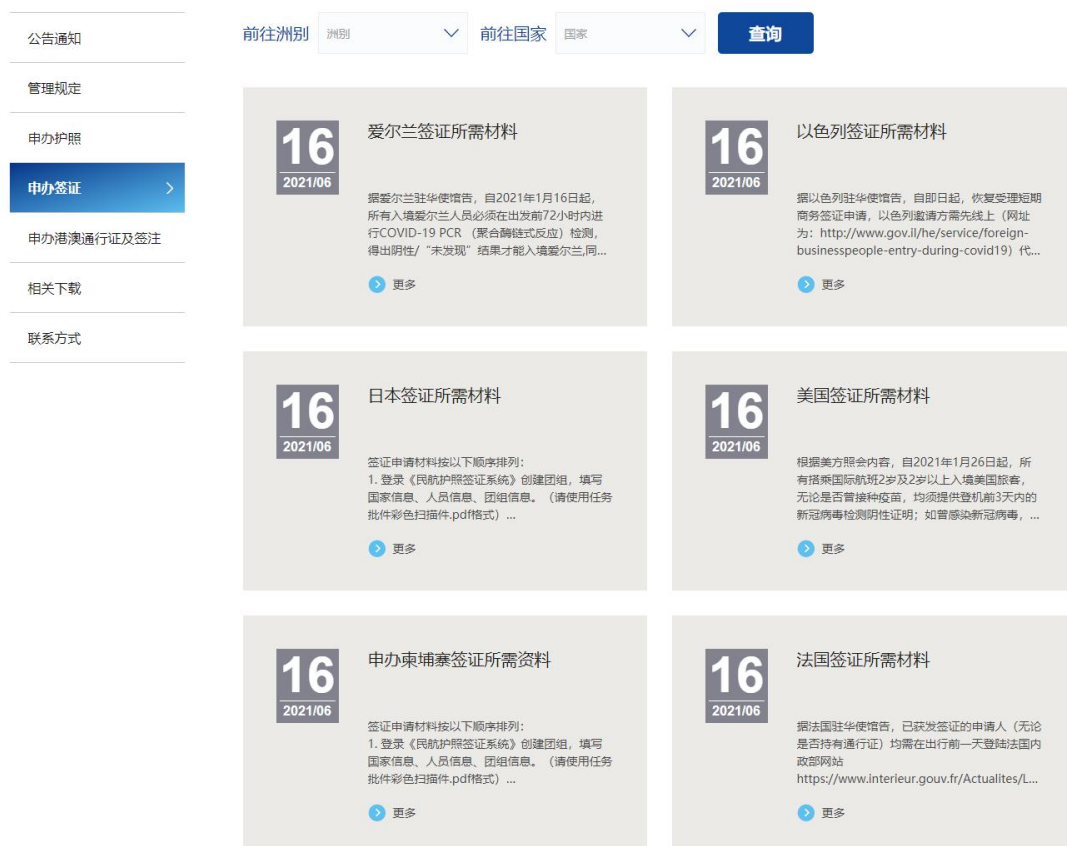 公告通知
管理规定
申办护照
申办签证
申办港澳通行证及签注
相关下载
联系方式
前往洲别 洲别 前往国家 国家 查询
16
2021/06
爱尔兰签证所需材料
据爱尔兰驻华使馆告，自2021年1月16日起，
所有入境爱尔兰人员必须在出发前72小时内进
行COVID-19 PCR （聚合酶链式反应）检测，
得出阴性/“未发现”结果才能入境爱尔兰,同...
更多
16
2021/06
以色列签证所需材料
据以色列驻华使馆告，自即日起，恢复受理短期
商务签证申请，以色列邀请方需先线上（网址
为：http://www.gov.il/he/service/foreign-
businesspeople-entry-during-covid19）代...
更多
16
2021/06
日本签证所需材料
签证申请材料按以下顺序排列：
1. 登录《民航护照签证系统》创建团组，填写
国家信息、人员信息、团组信息。（请使用任务
批件彩色扫描件.pdf格式）...
更多
16
2021/06
美国签证所需材料
根据美方照会内容，自2021年1月26日起，所
有搭乘国际航班2岁及2岁以上入境美国旅客，
无论是否曾接种疫苗，均须提供登机前3天内的
新冠病毒检测阴性证明；如曾感染新冠病毒，...
更多
16
2021/06
申办柬埔寨签证所需资料
签证申请材料按以下顺序排列：
1. 登录《民航护照签证系统》创建团组，填写
国家信息、人员信息、团组信息。（请使用任务
批件彩色扫描件.pdf格式）...
更多
16
2021/06
法国签证所需材料
据法国驻华使馆告，已获发签证的申请人（无论
是否持有通行证）均需在出行前一天登陆法国内
政部网站
https://www.interieur.gouv.fr/Actualites/L...
更多